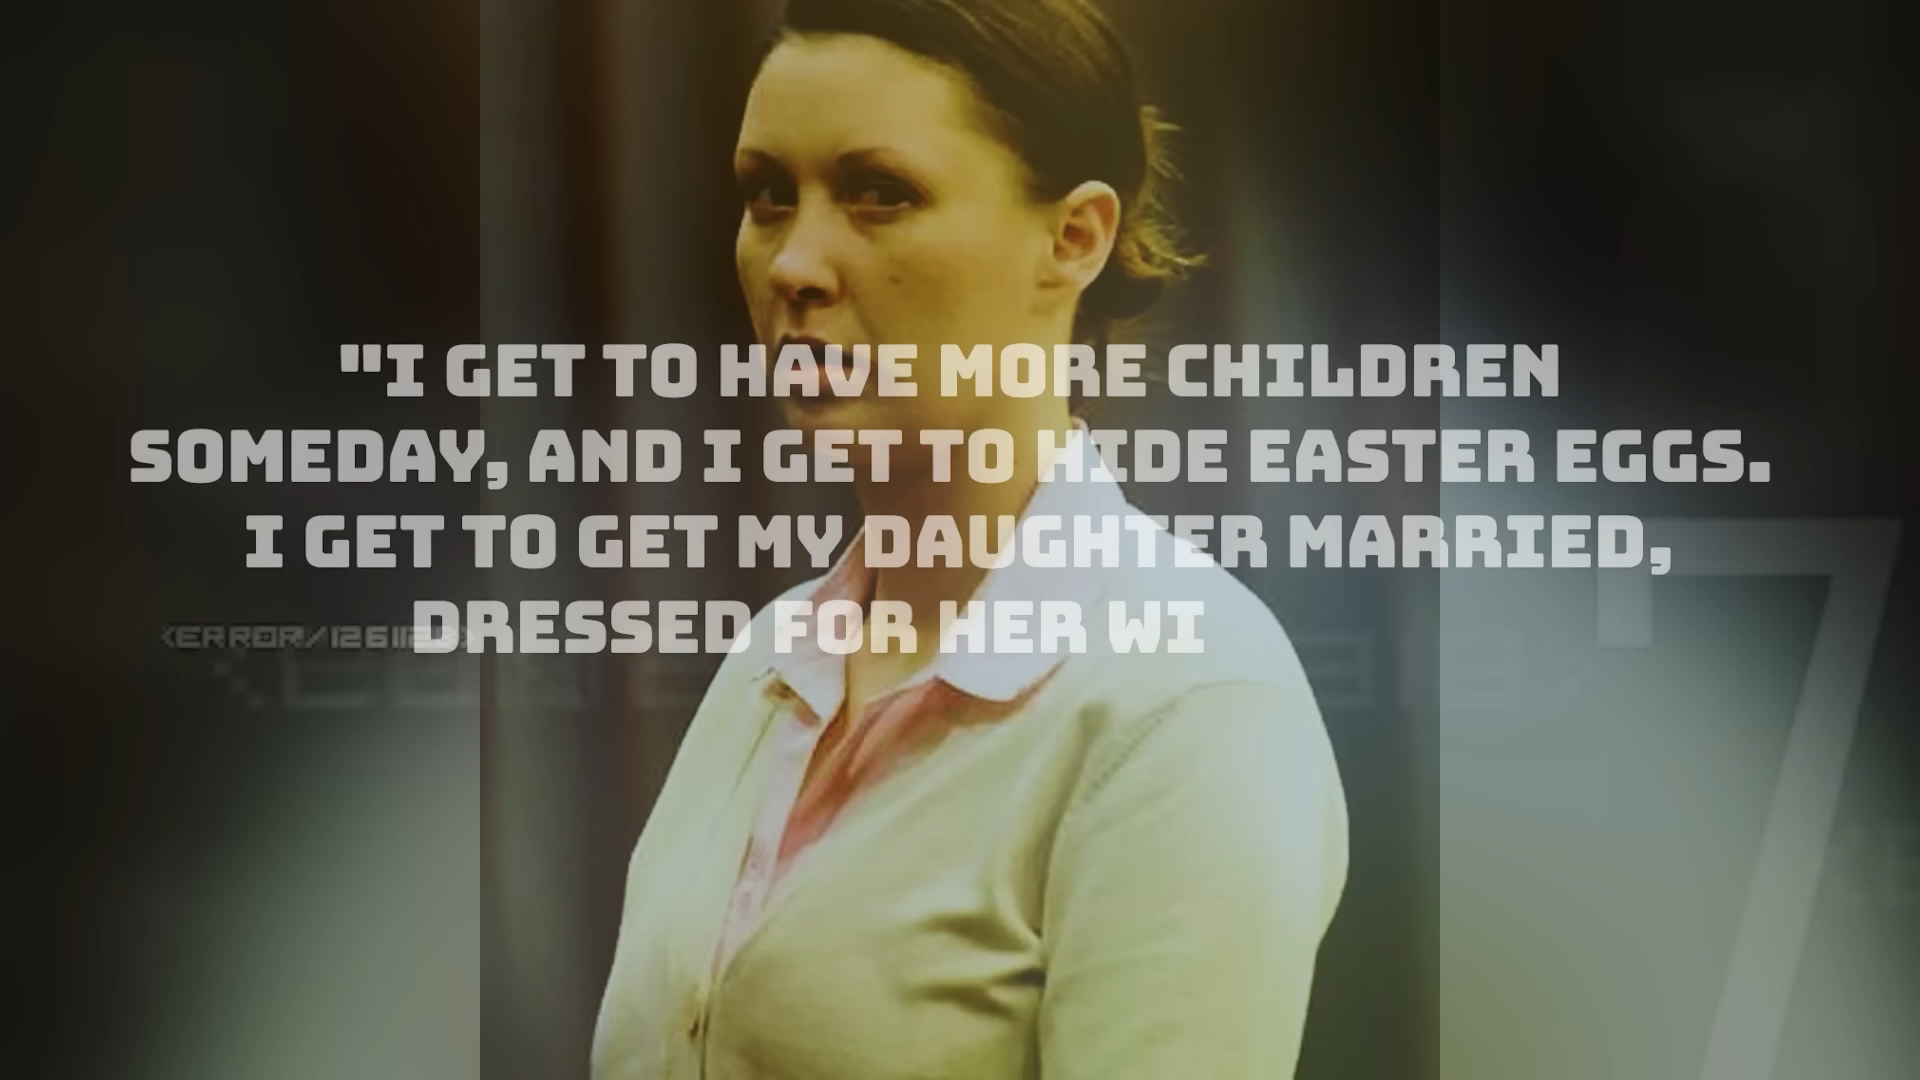 "I GET TO HAVE MORE CHILDREN
SOMEDAY, AND I GET TO HIDE EASTER EGGS.
I GET TO GET MY DAUGHTER MARRIED,
DRESSED FOR HER WI
7